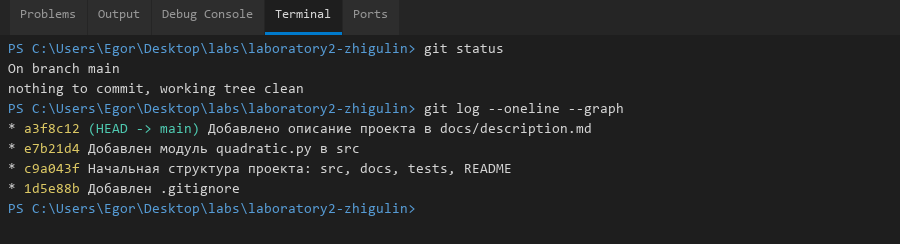 Problems Output Debug Console Terminal Ports
PS C:\Users\Egor\Desktop\labs\laboratory2-zhigulin> git status
On branch main
nothing to commit, working tree clean
PS C:\Users\Egor\Desktop\labs\laboratory2-zhigulin> git log --oneline --graph
* a3f8c12 (HEAD -> main) Добавлено описание проекта в docs/description.md
* e7b21d4 Добавлен модуль quadratic.py в src
* c9a043f Начальная структура проекта: src, docs, tests, README
* 1d5e88b Добавлен .gitignore
PS C:\Users\Egor\Desktop\labs\laboratory2-zhigulin>